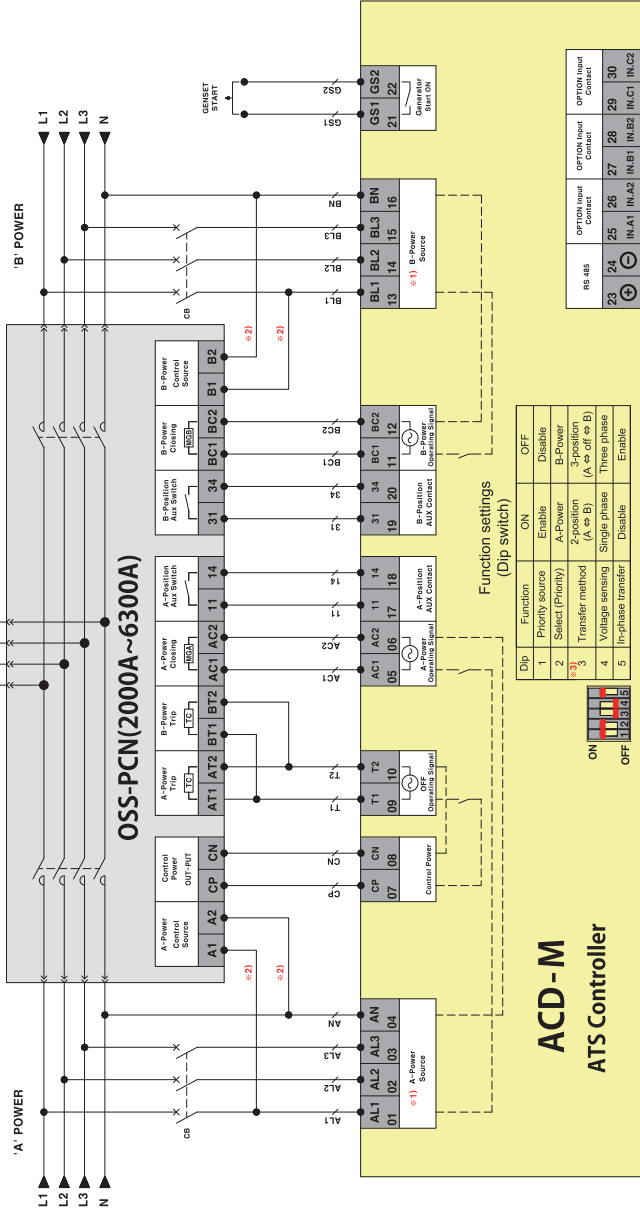 'A' POWER
'B' POWER
L1
L2
L3
N
L1
L2
L3
N
OSS-PCN(2000A~6300A)
CB
CB
GENSET
START
A-Power
Control
Source
Control
Power
OUT-PUT
A-Power
Trip
B-Power
Trip
A-Power
Closing
A-Position
Aux Switch
B-Position
Aux Switch
B-Power
Closing
B-Power
Control
Source
TC
TC
MGA
MGB
A1 A2 CP CN AT1 AT2 BT1 BT2 AC1 AC2 11 14 31 34 BC1 BC2 B1 B2
※2)
※2)
※2)
※2)
AL1 AL2 AL3 AN CP CN T1 T2 AC1 AC2 11 14 31 34 BC1 BC2 BL1 BL2 BL3 BN GS1 GS2
AL1 AL2 AL3 AN CP CN T1 T2 AC1 AC2 11 14 31 34 BC1 BC2 BL1 BL2 BL3 BN GS1 GS2
01 02 03 04 07 08 09 10 05 06 17 18 19 20 11 12 13 14 15 16 21 22
※1) A-Power
Source
Control Power
OFF
Operating Signal
A-Power
Operating Signal
A-Position
AUX Contact
B-Position
AUX Contact
B-Power
Operating Signal
※1) B-Power
Source
Generator
Start ON
ACD-M
ATS Controller
Function settings
(Dip switch)
ON
OFF
1 2 3 4 5
Dip Function ON OFF
1 Priority source Enable Disable
2 Select (Priority) A-Power B-Power
※3)
3 Transfer method 2-position (A ⇔ B) 3-position (A ⇔ off ⇔ B)
4 Voltage sensing Single phase Three phase
5 In-phase transfer Disable Enable
RS 485
OPTION Input
Contact
OPTION Input
Contact
OPTION Input
Contact
23 24 25 26 27 28 29 30
⊕ ⊖ IN.A1 IN.A2 IN.B1 IN.B2 IN.C1 IN.C2